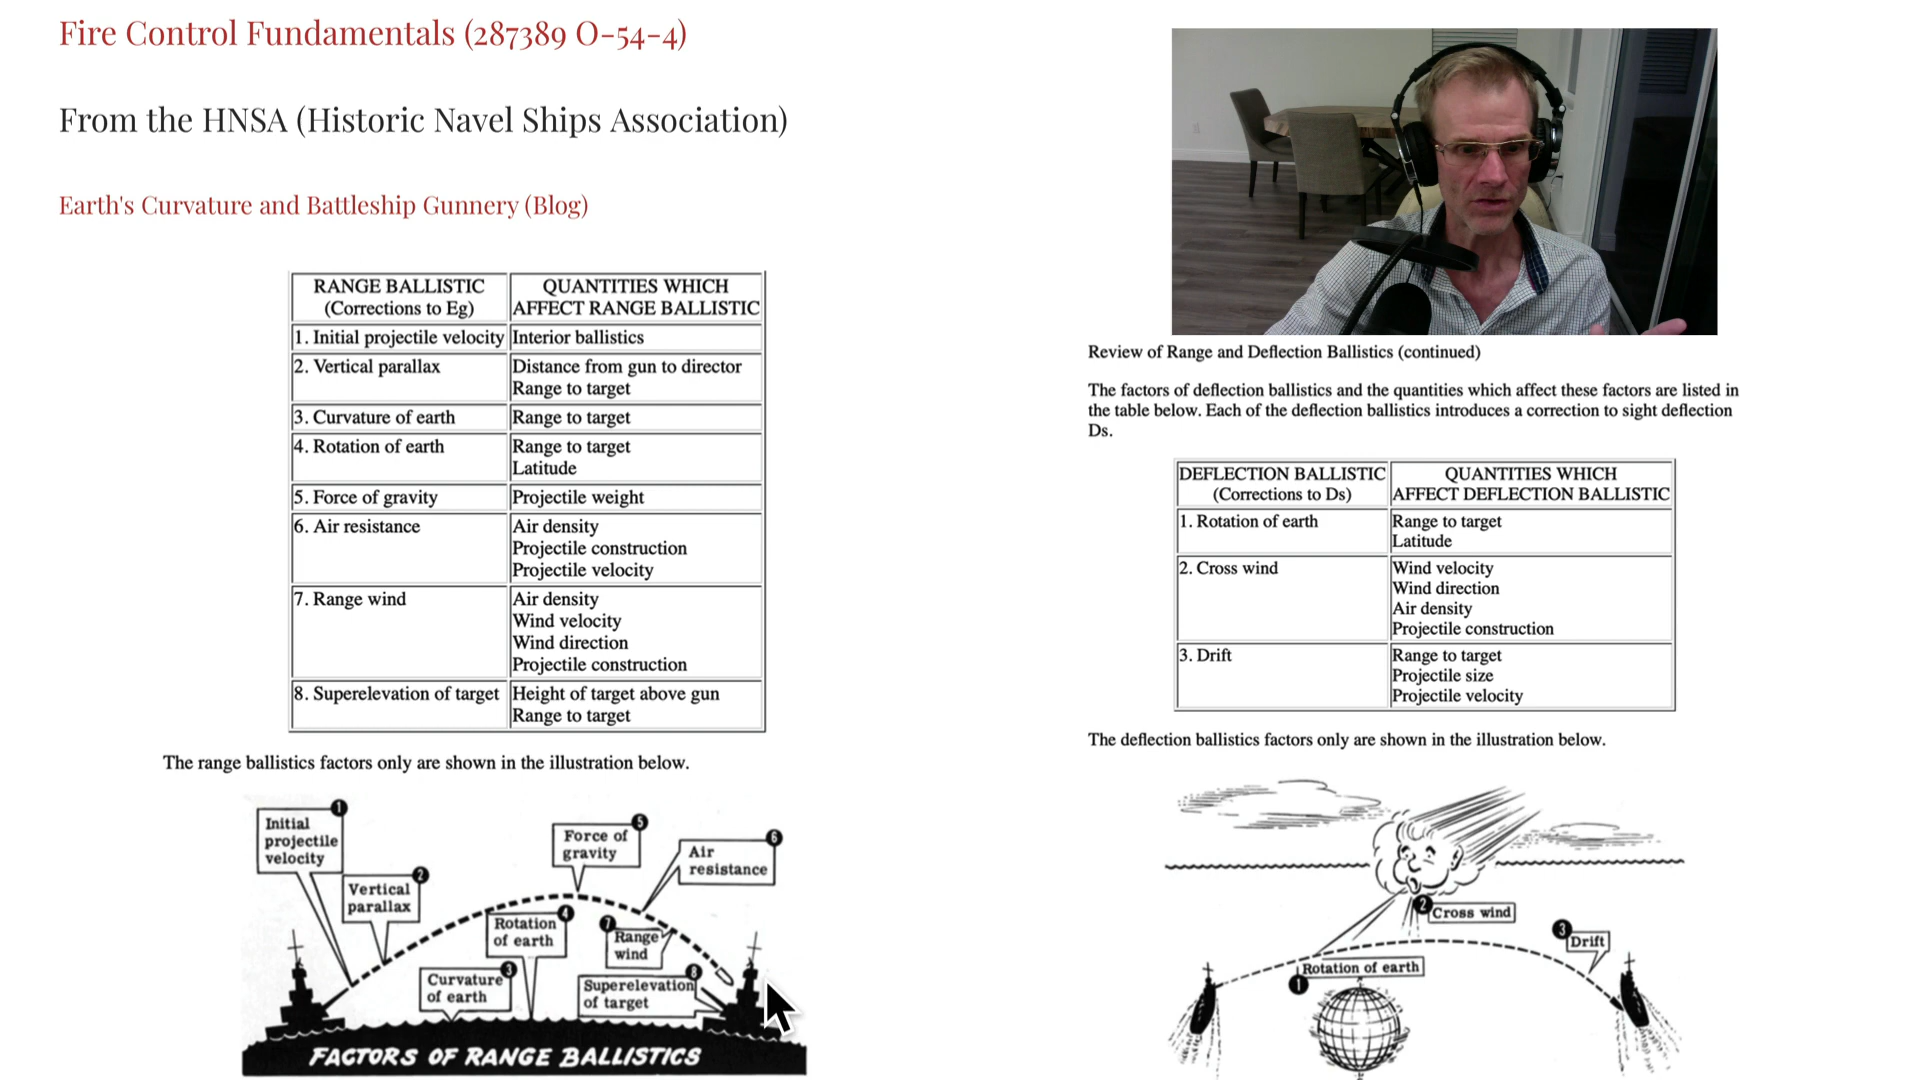 Fire Control Fundamentals (287389 O-54-4)
From the HNSA (Historic Navel Ships Association)
Earth's Curvature and Battleship Gunnery (Blog)
RANGE BALLISTIC
(Corrections to Eg)
QUANTITIES WHICH
AFFECT RANGE BALLISTIC
1. Initial projectile velocity
Interior ballistics
2. Vertical parallax
Distance from gun to director
Range to target
3. Curvature of earth
Range to target
4. Rotation of earth
Range to target
Latitude
5. Force of gravity
Projectile weight
6. Air resistance
Air density
Projectile construction
Projectile velocity
7. Range wind
Air density
Wind velocity
Wind direction
Projectile construction
8. Superelevation of target
Height of target above gun
Range to target
The range ballistics factors only are shown in the illustration below.
1
Initial
projectile
velocity
2
Vertical
parallax
5
Force of
gravity
6
Air
resistance
4
Rotation
of earth
7
Range
wind
3
Curvature
of earth
8
Superelevation
of target
FACTORS OF RANGE BALLISTICS
Review of Range and Deflection Ballistics (continued)
The factors of deflection ballistics and the quantities which affect these factors are listed in
the table below. Each of the deflection ballistics introduces a correction to sight deflection
Ds.
DEFLECTION BALLISTIC
(Corrections to Ds)
QUANTITIES WHICH
AFFECT DEFLECTION BALLISTIC
1. Rotation of earth
Range to target
Latitude
2. Cross wind
Wind velocity
Wind direction
Air density
Projectile construction
3. Drift
Range to target
Projectile size
Projectile velocity
The deflection ballistics factors only are shown in the illustration below.
2
Cross wind
3
Drift
Rotation of earth
1